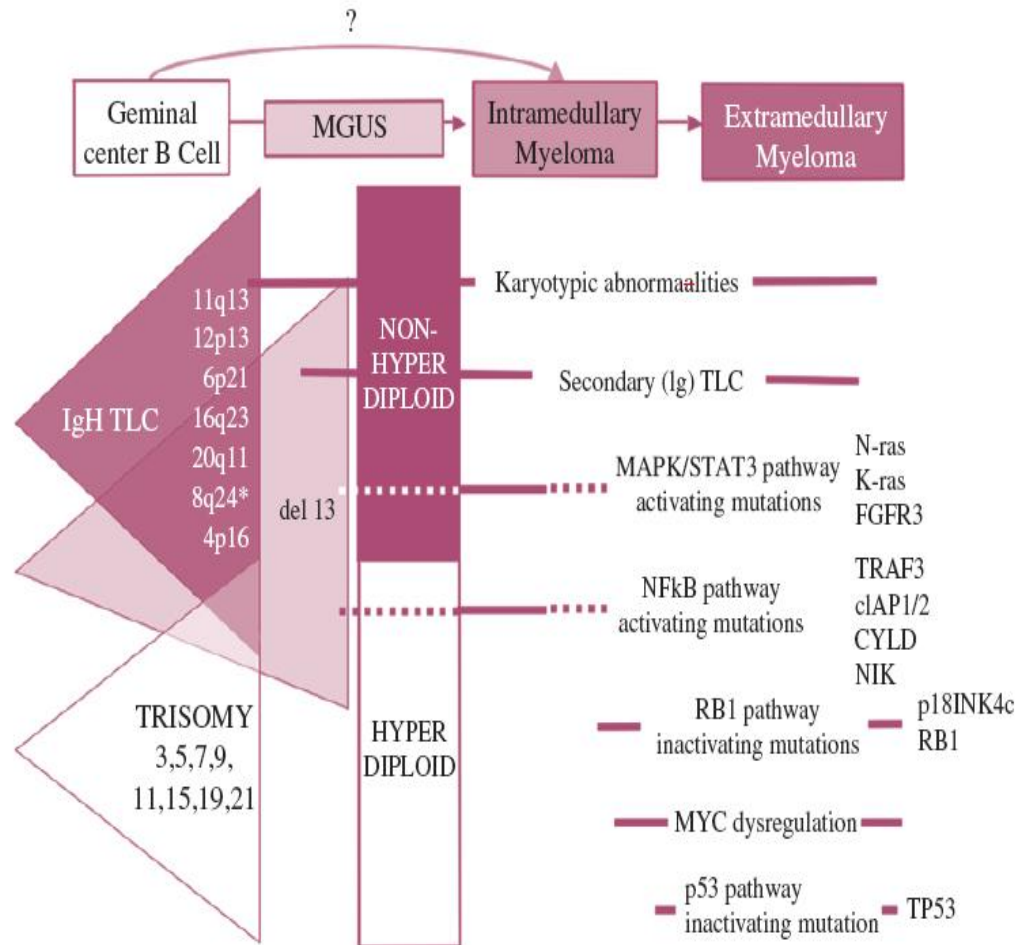 ?
Geminal
center B Cell
MGUS
Intramedullary
Myeloma
Extramedullary
Myeloma
Karyotypic abnormaalities
11q13
12p13
6p21
16q23
20q11
8q24*
4p16
IgH TLC
del 13
NON-
HYPER
DIPLOID
Secondary (lg) TLC
MAPK/STAT3 pathway
activating mutations
N-ras
K-ras
FGFR3
NFkB pathway
activating mutations
TRAF3
clAP1/2
CYLD
NIK
TRISOMY
3,5,7,9,
11,15,19,21
HYPER
DIPLOID
RB1 pathway
inactivating mutations
p18INK4c
RB1
MYC dysregulation
p53 pathway
inactivating mutation
TP53